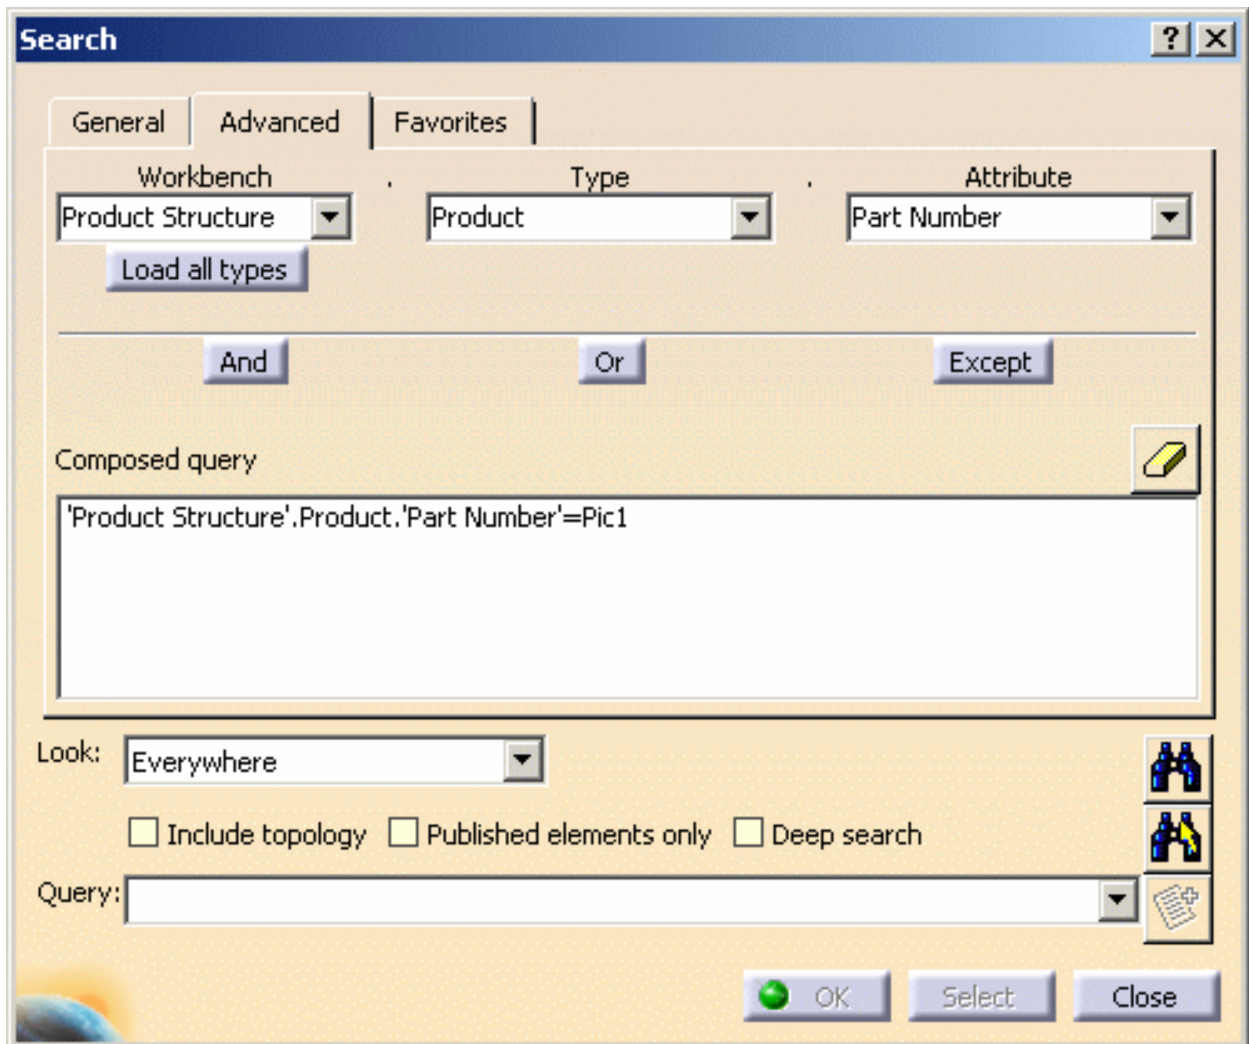 Search
General Advanced Favorites
Workbench . Type . Attribute
Product Structure Product Part Number
Load all types
And Or Except
Composed query
'Product Structure'.Product.'Part Number'=Pic1
Look: Everywhere
Include topology Published elements only Deep search
Query:
OK Select Close